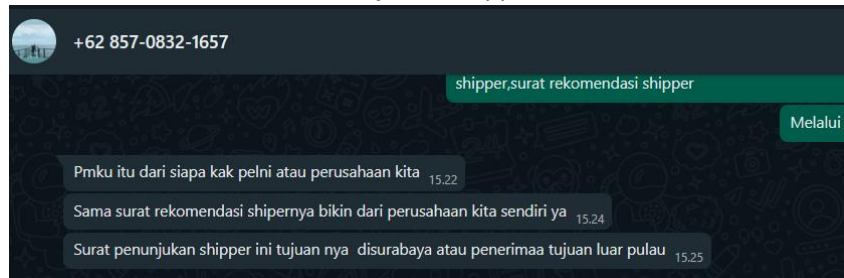 +62 857-0832-1657
shipper,surat rekomendasi shipper
Melalui
Pmku itu dari siapa kak pelni atau perusahaan kita 15.22
Sama surat rekomendasi shipernya bikin dari perusahaan kita sendiri ya 15.24
Surat penunjukan shipper ini tujuan nya disurabaya atau penerimaa tujuan luar pulau 15.25